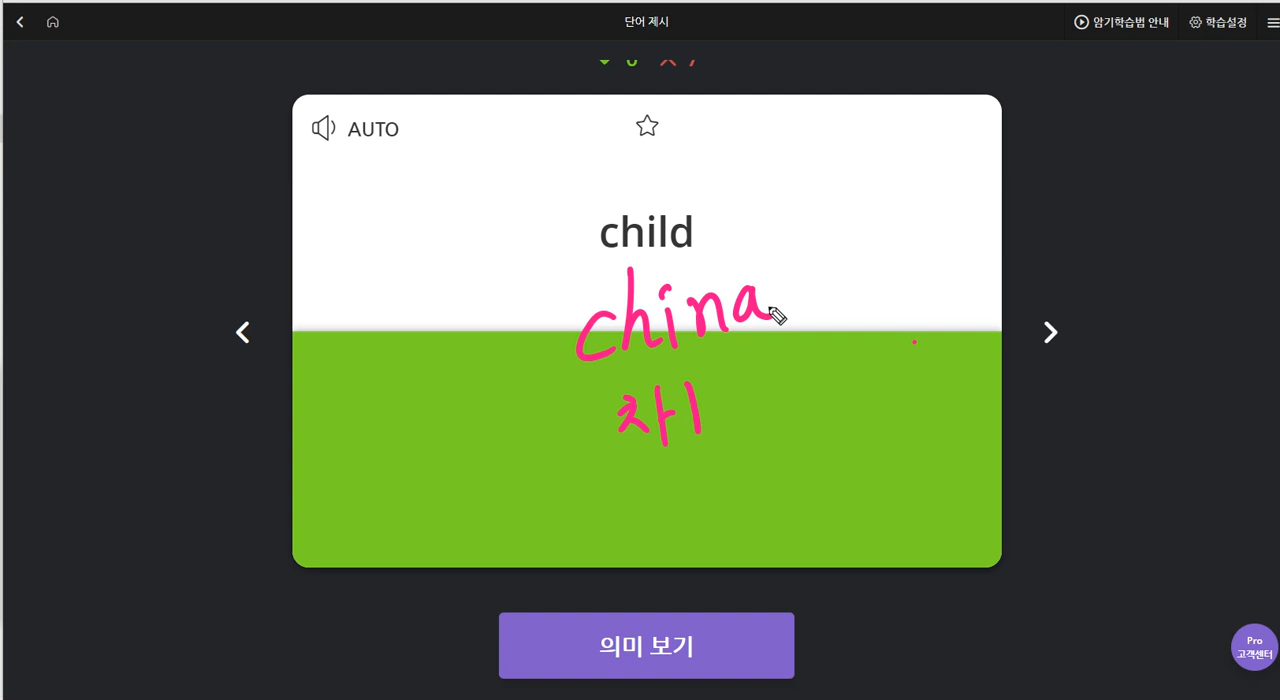 단어 제시
암기학습법 안내
학습설정
AUTO
child
china
차이
의미 보기
Pro
고객센터